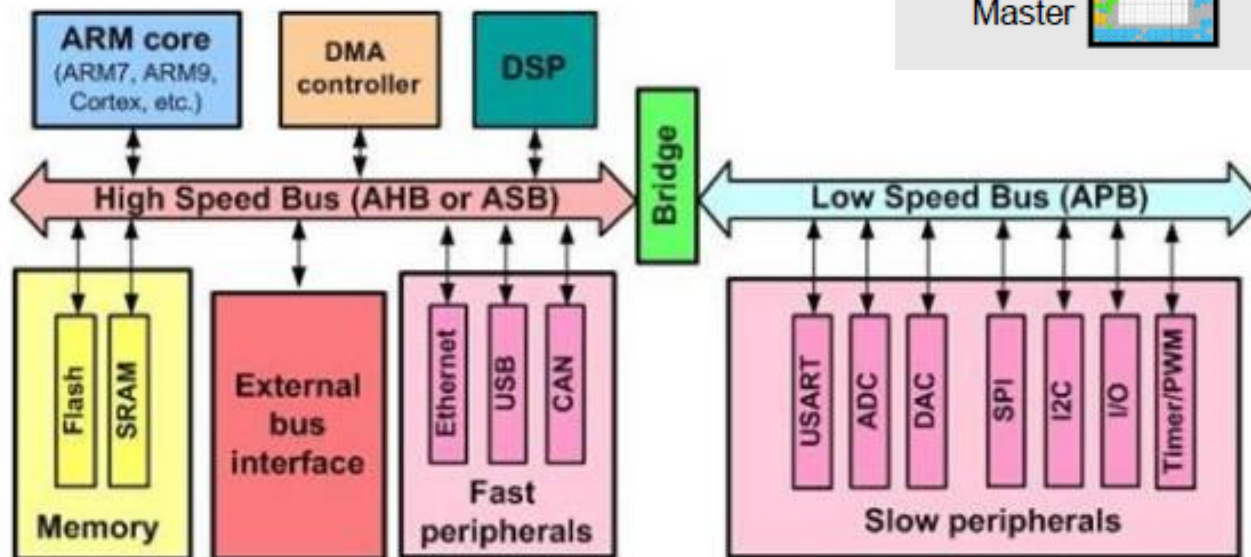 Master
ARM core
(ARM7, ARM9,
Cortex, etc.)
DMA
controller
DSP
Bridge
High Speed Bus (AHB or ASB)
Low Speed Bus (APB)
Flash
SRAM
Memory
External
bus
interface
Ethernet
USB
CAN
Fast
peripherals
USART
ADC
DAC
SPI
I2C
I/O
Timer/PWM
Slow peripherals